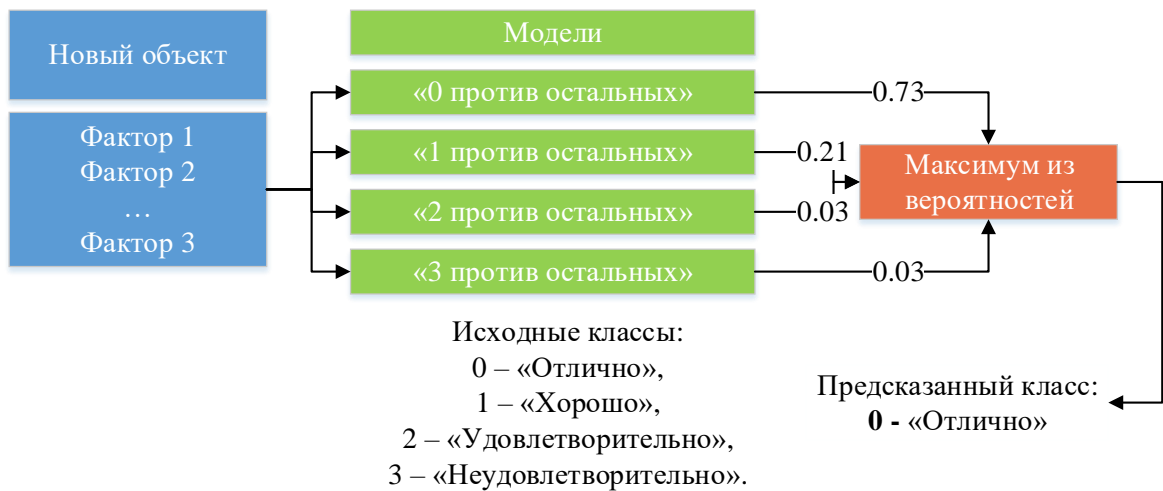 Новый объект
Фактор 1
Фактор 2
…
Фактор 3
Модели
«0 против остальных»
«1 против остальных»
«2 против остальных»
«3 против остальных»
0.73
0.21
0.03
0.03
Максимум из
вероятностей
Исходные классы:
0 – «Отлично»,
1 – «Хорошо»,
2 – «Удовлетворительно»,
3 – «Неудовлетворительно».
Предсказанный класс:
0 - «Отлично»